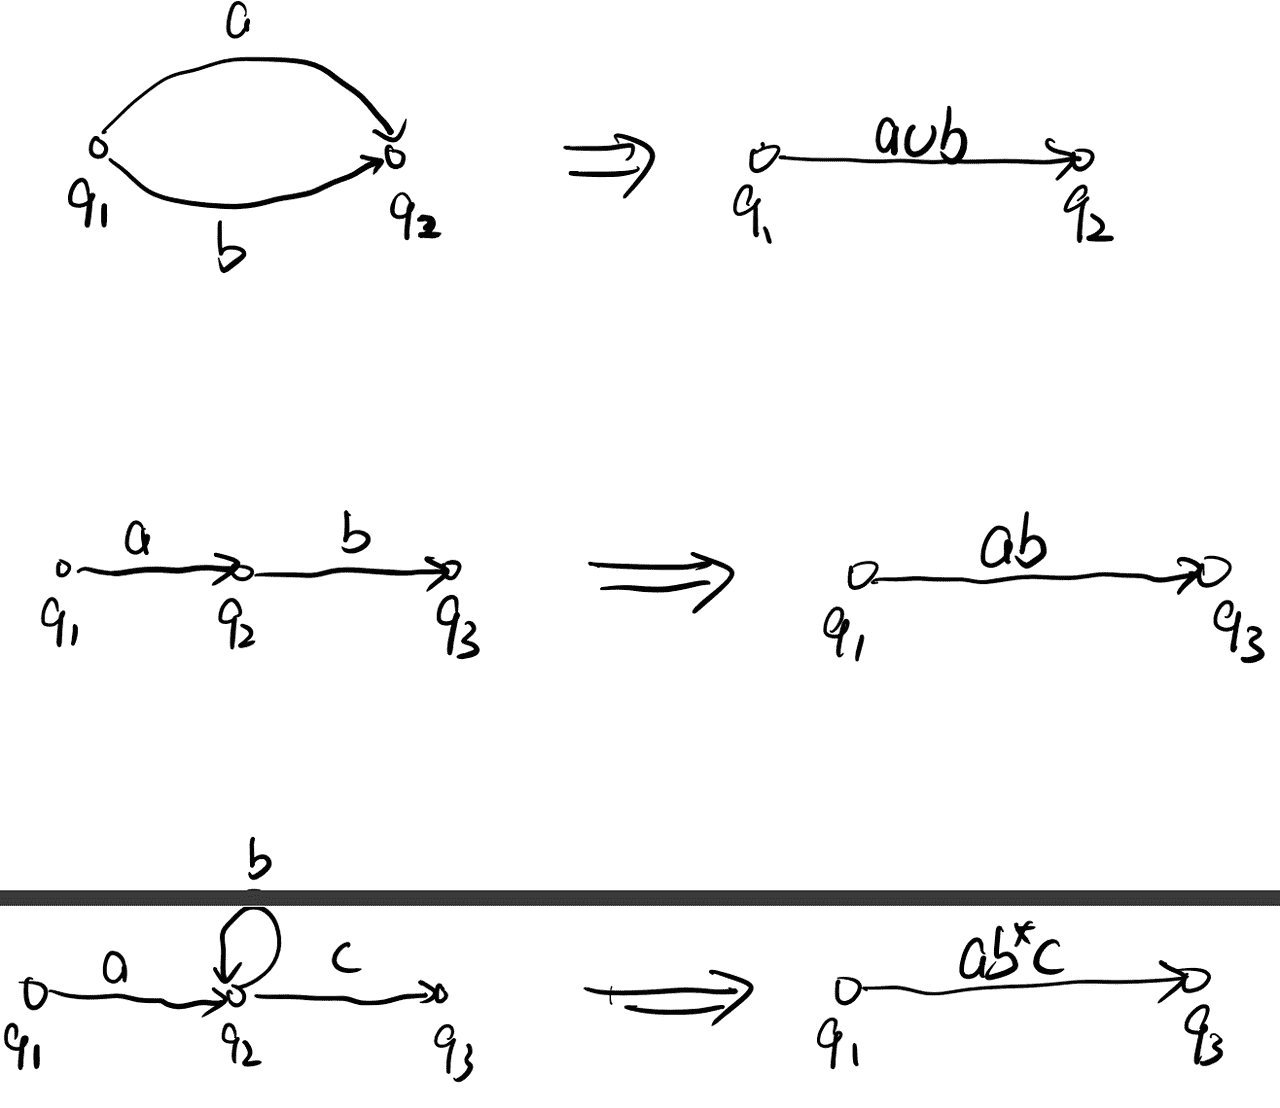 a
q1 b q2
⇒
a∪b
q1 q2
a b
q1 q2 q3
⇒
ab
q1 q3
b
a c
q1 q2 q3
⇒
ab*c
q1 q3